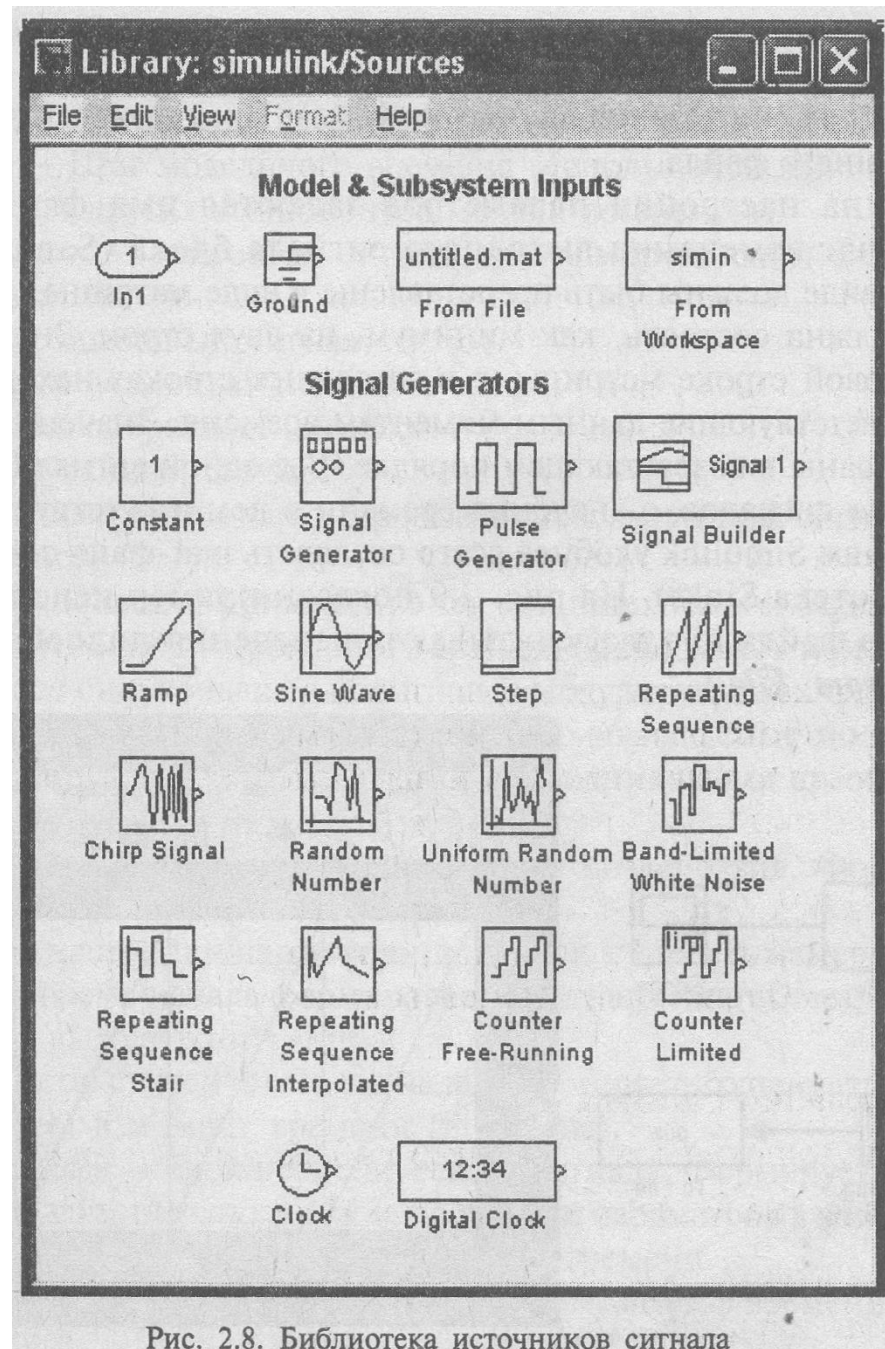 Library: simulink/Sources
File Edit View Format Help
Model & Subsystem Inputs
1
In1
Ground
untitled.mat
From File
simin
From
Workspace
Signal Generators
1
Constant
Signal
Generator
Pulse
Generator
Signal 1
Signal Builder
Ramp
Sine Wave
Step
Repeating
Sequence
Chirp Signal
Random
Number
Uniform Random
Number
Band-Limited
White Noise
Repeating
Sequence
Stair
Repeating
Sequence
Interpolated
Counter
Free-Running
lim
Counter
Limited
Clock
12:34
Digital Clock
Рис. 2.8. Библиотека источников сигнала